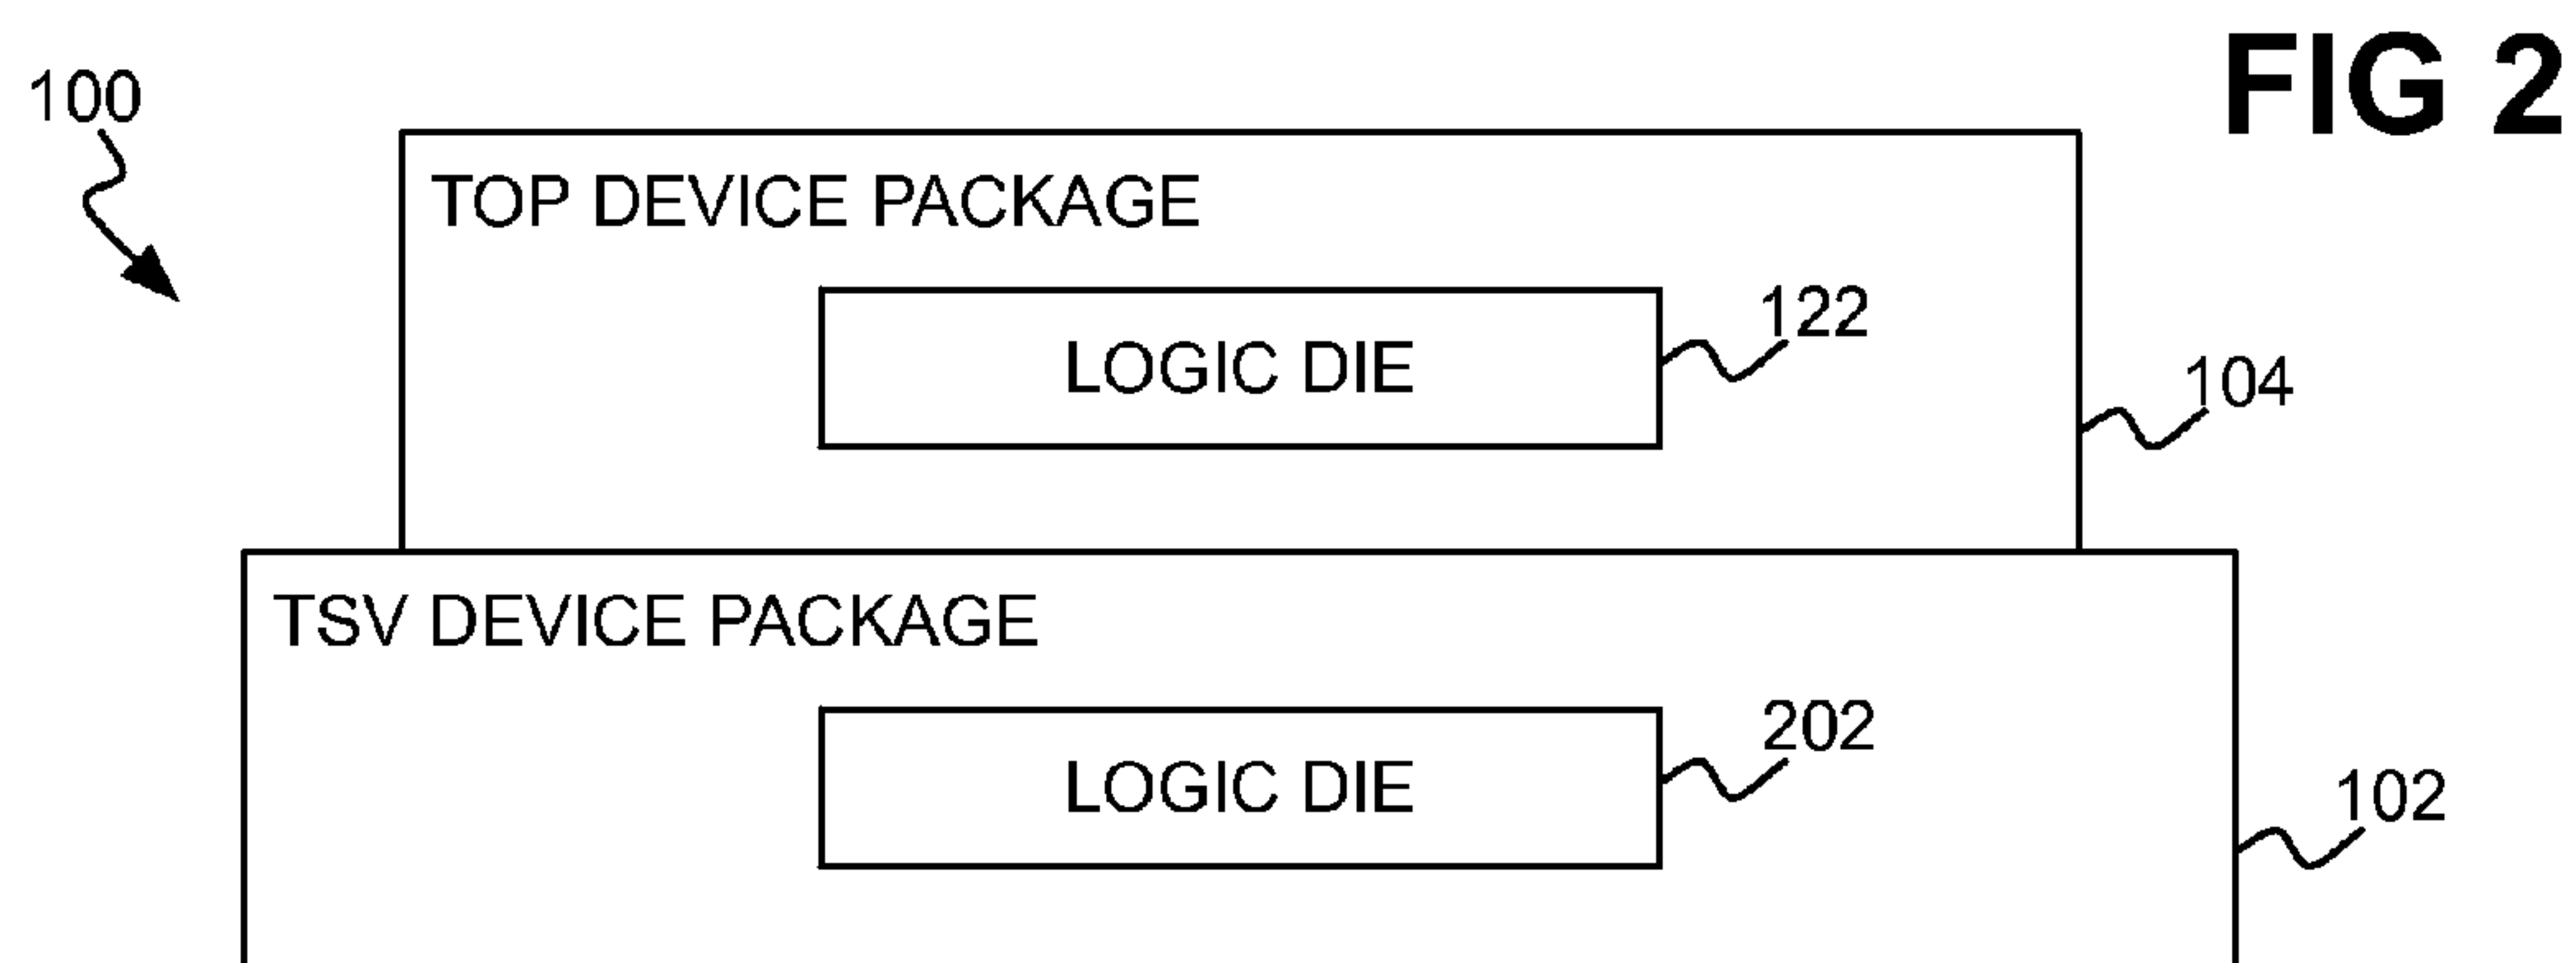 FIG 2
100
TOP DEVICE PACKAGE
122
LOGIC DIE
104
TSV DEVICE PACKAGE
202
LOGIC DIE
102